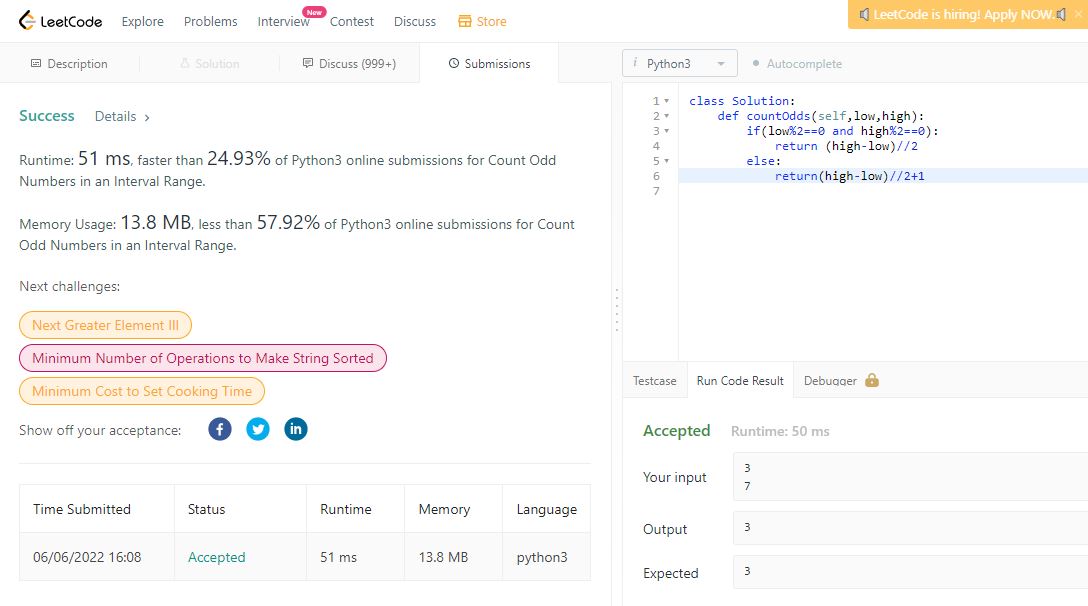 LeetCode Explore Problems Interview New Contest Discuss Store
LeetCode is hiring! Apply NOW. ×
Description Solution Discuss (999+) Submissions
Success Details >
Runtime: 51 ms, faster than 24.93% of Python3 online submissions for Count Odd
Numbers in an Interval Range.
Memory Usage: 13.8 MB, less than 57.92% of Python3 online submissions for Count
Odd Numbers in an Interval Range.
Next challenges:
Next Greater Element III
Minimum Number of Operations to Make String Sorted
Minimum Cost to Set Cooking Time
Show off your acceptance:
Time Submitted Status Runtime Memory Language
06/06/2022 16:08 Accepted 51 ms 13.8 MB python3
i Python3 Autocomplete
1 class Solution:
2 def countOdds(self,low,high):
3 if(low%2==0 and high%2==0):
4 return (high-low)//2
5 else:
6 return(high-low)//2+1
7
Testcase Run Code Result Debugger
Accepted Runtime: 50 ms
Your input
3
7
Output 3
Expected 3